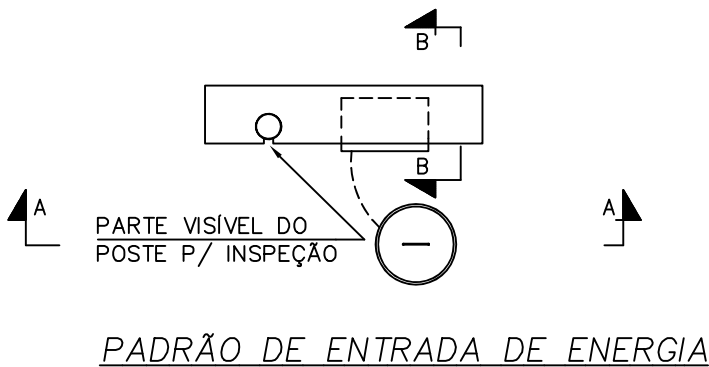 B
B
A
A
PARTE VISÍVEL DO
POSTE P/ INSPEÇÃO
PADRÃO DE ENTRADA DE ENERGIA